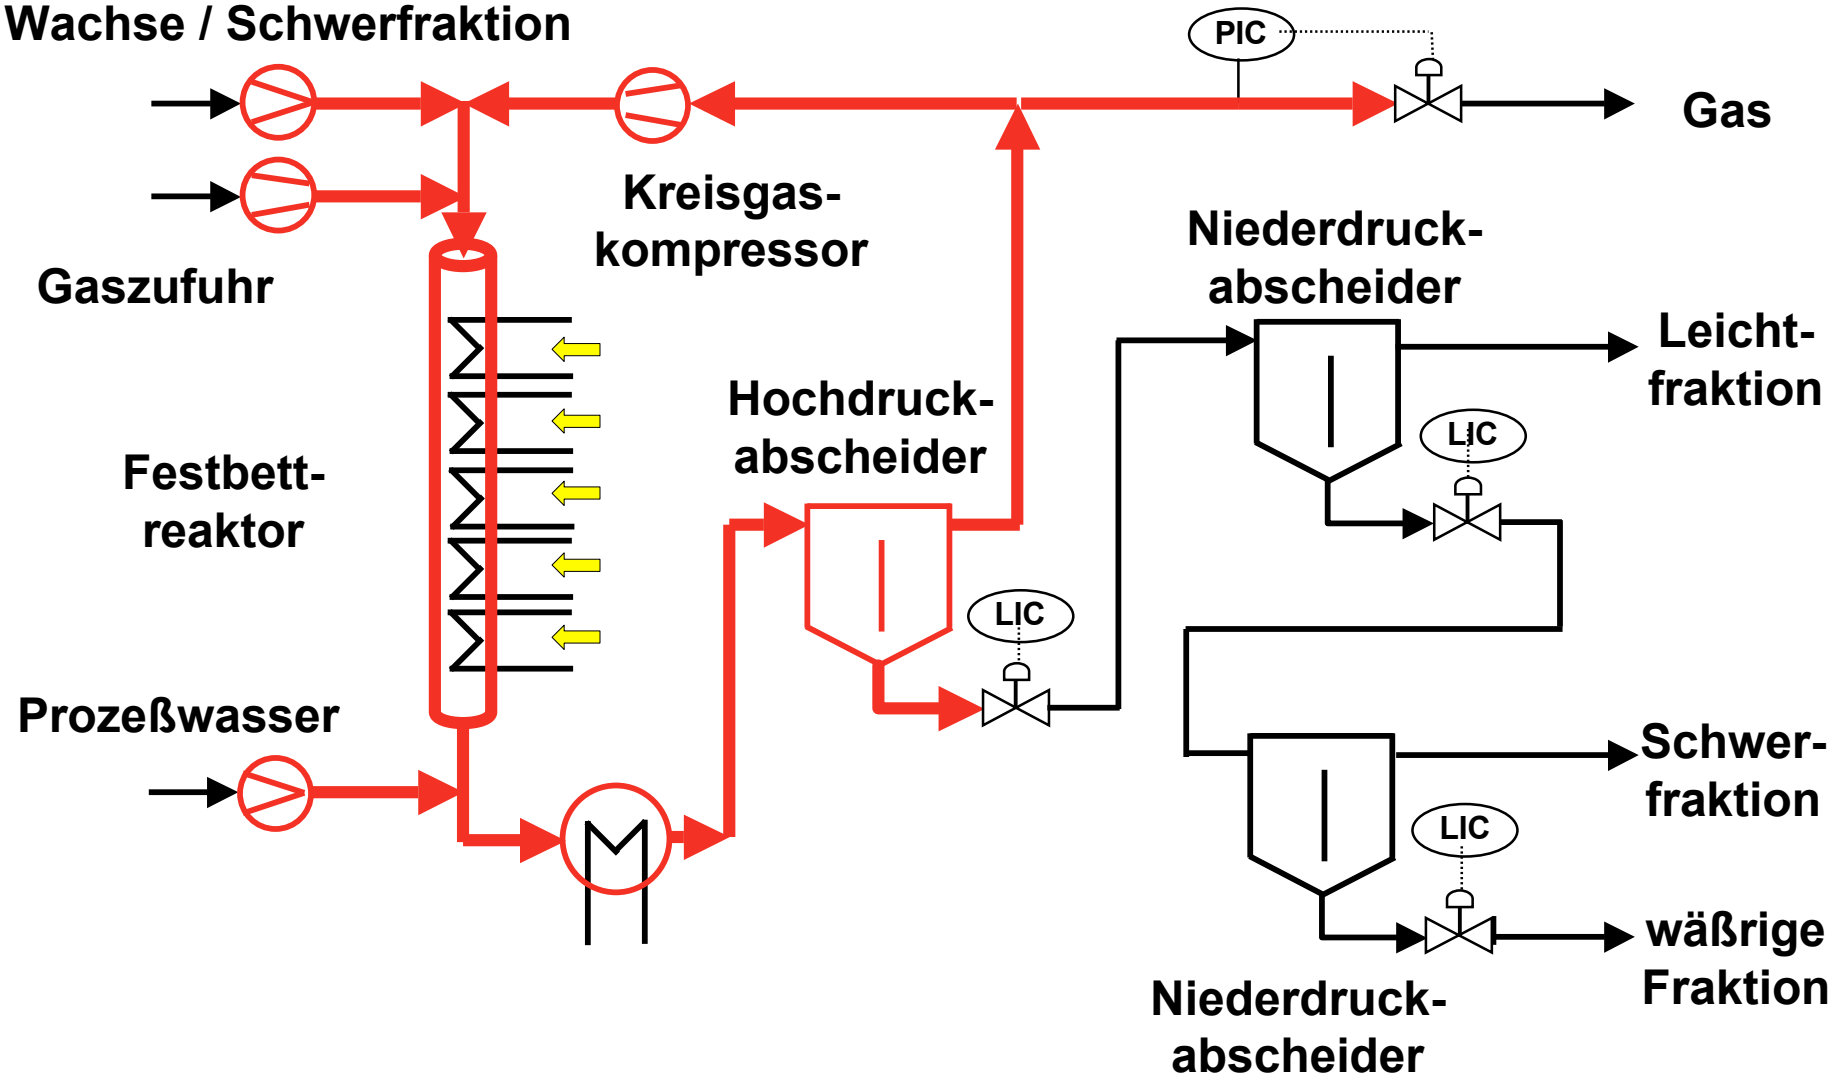 Wachse / Schwerfraktion
PIC
Gas
Kreisgas-
kompressor
Gaszufuhr
Niederdruck-
abscheider
Leicht-
fraktion
Hochdruck-
abscheider
LIC
Festbett-
reaktor
LIC
Prozeßwasser
Schwer-
fraktion
LIC
wäßrige
Fraktion
Niederdruck-
abscheider